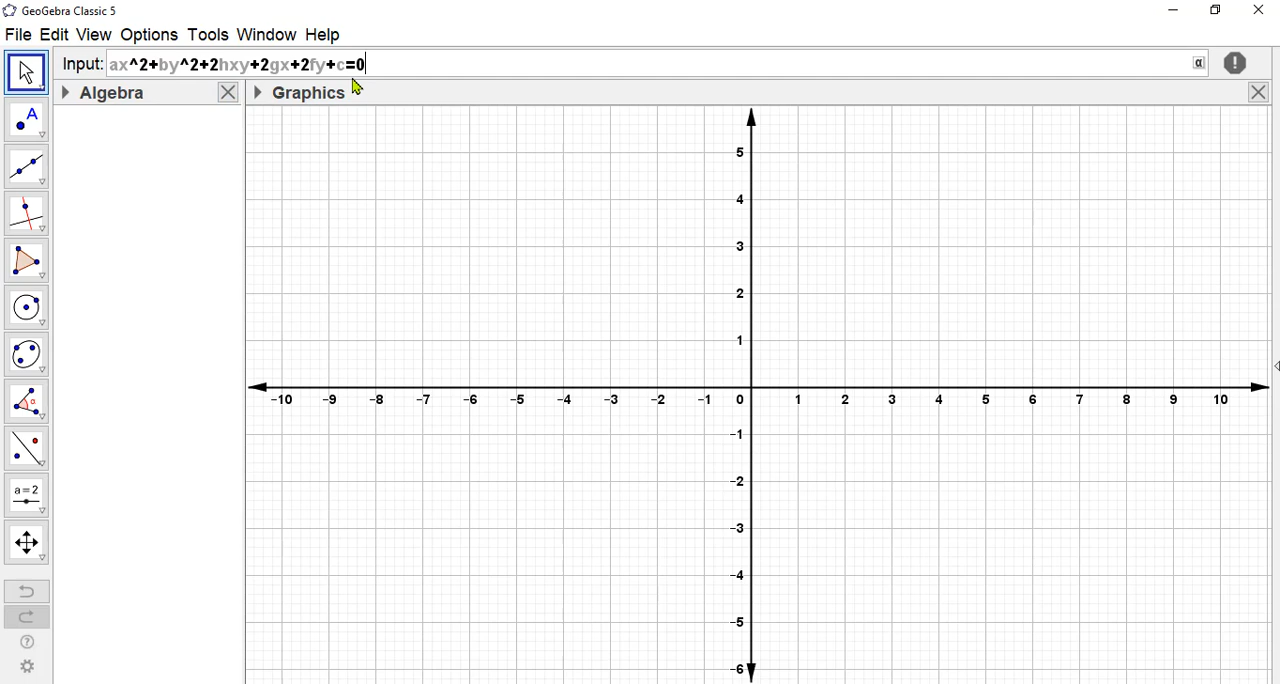 GeoGebra Classic 5
File Edit View Options Tools Window Help
Input: ax^2+by^2+2hxy+2gx+2fy+c=0 α
Algebra Graphics
A
α
a=2
5
4
3
2
1
-10 -9 -8 -7 -6 -5 -4 -3 -2 -1 0 1 2 3 4 5 6 7 8 9 10
-1
-2
-3
-4
-5
-6